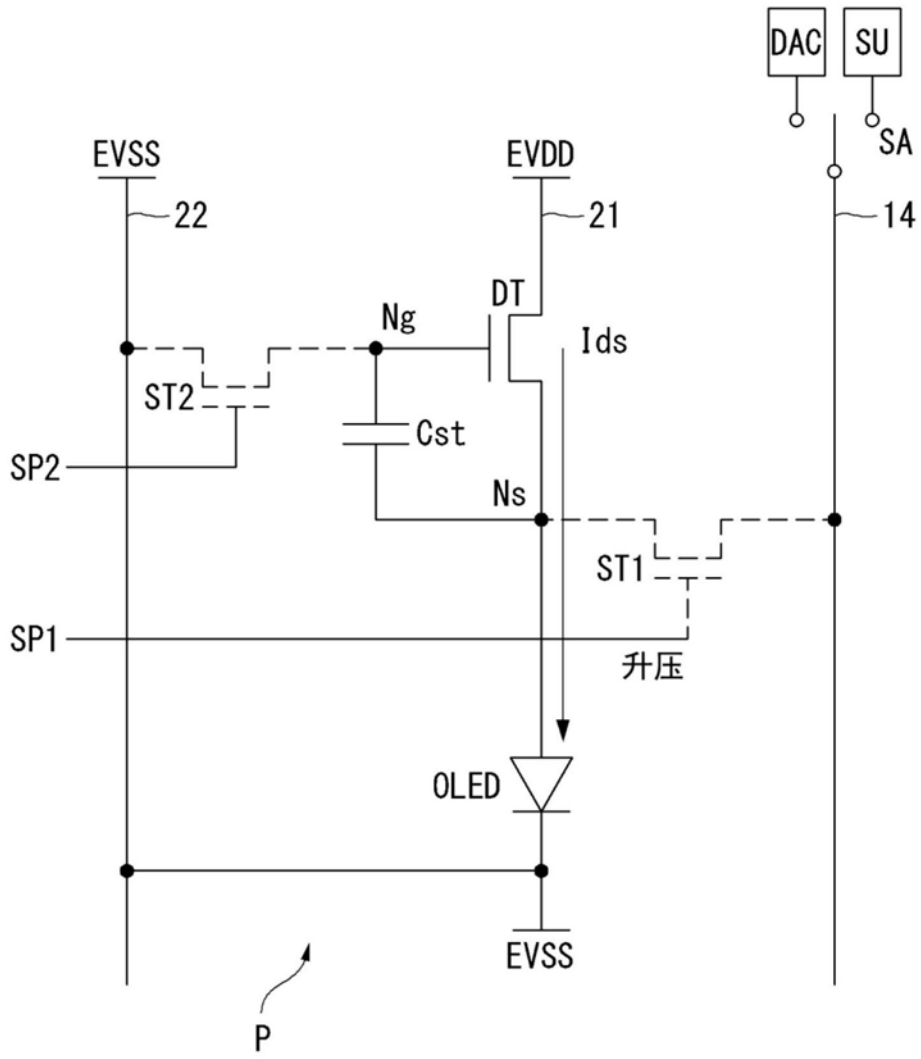 DAC SU
SA
EVSS
EVDD
22
21
14
DT
Ng
Ids
ST2
Cst
SP2
Ns
ST1
SP1
升压
OLED
EVSS
P